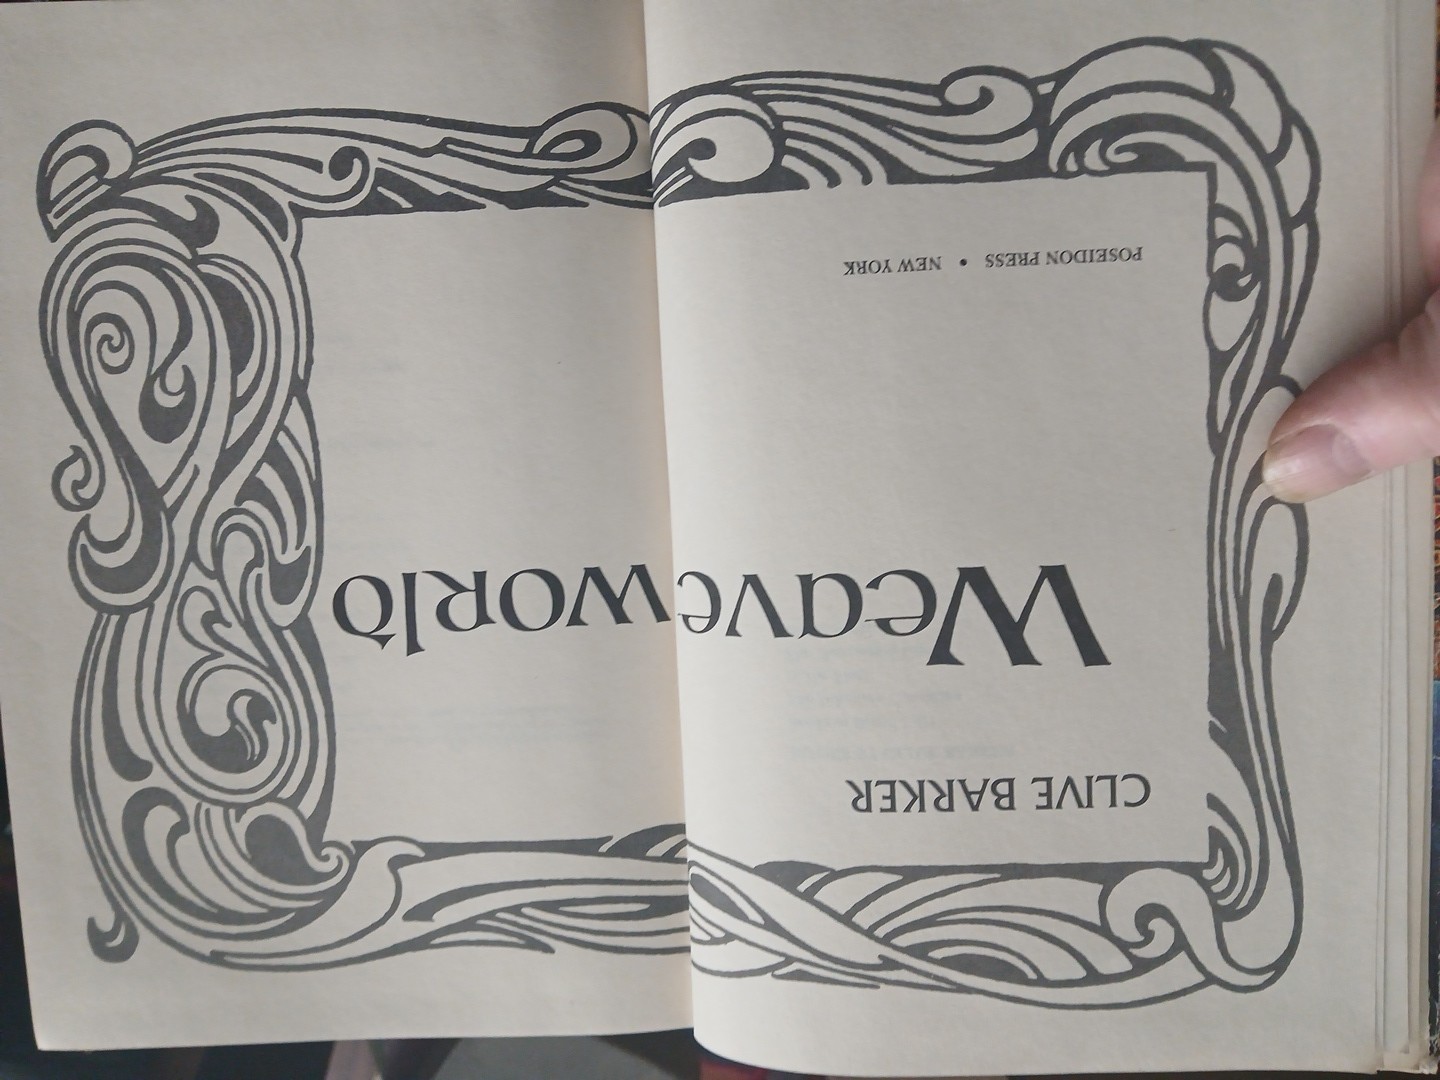 CLIVE BARKER
Weaveworld
POSEIDON PRESS • NEW YORK